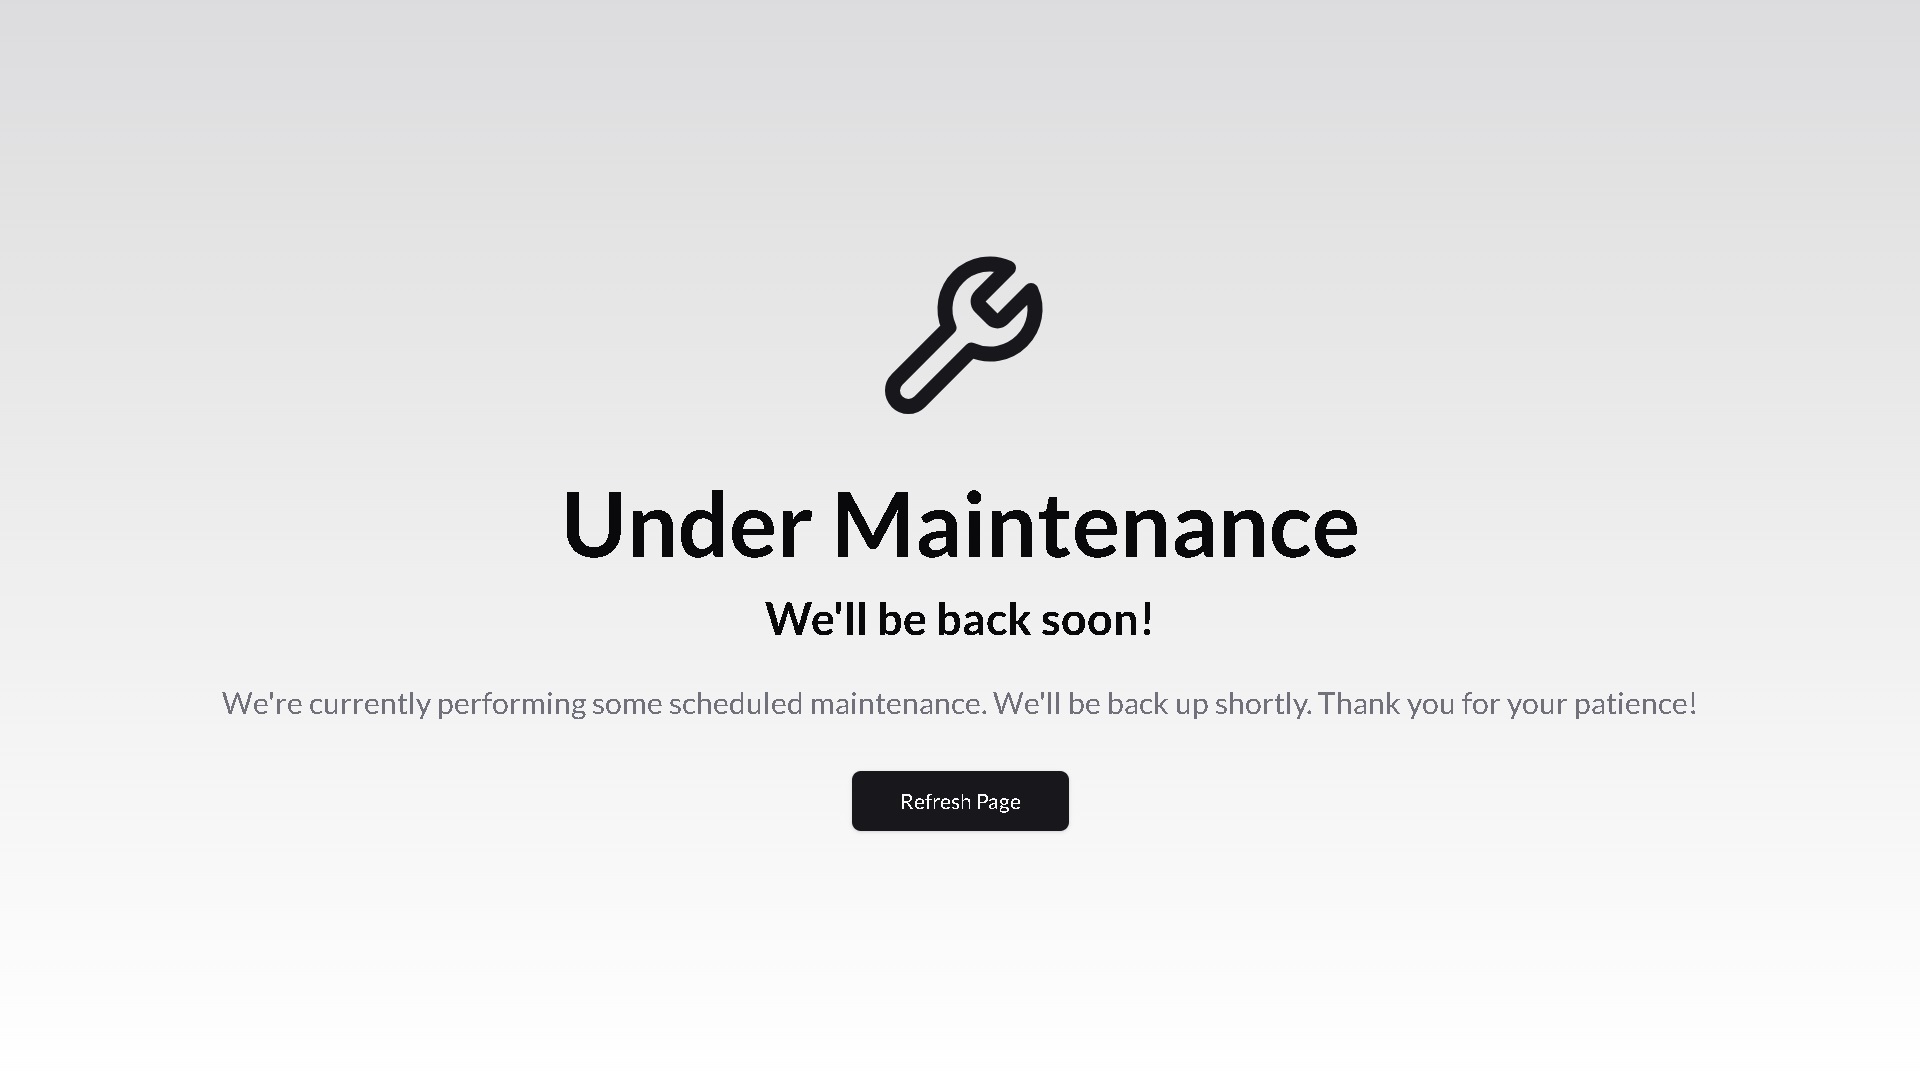 Under Maintenance
We'll be back soon!
We're currently performing some scheduled maintenance. We'll be back up shortly. Thank you for your patience!
Refresh Page